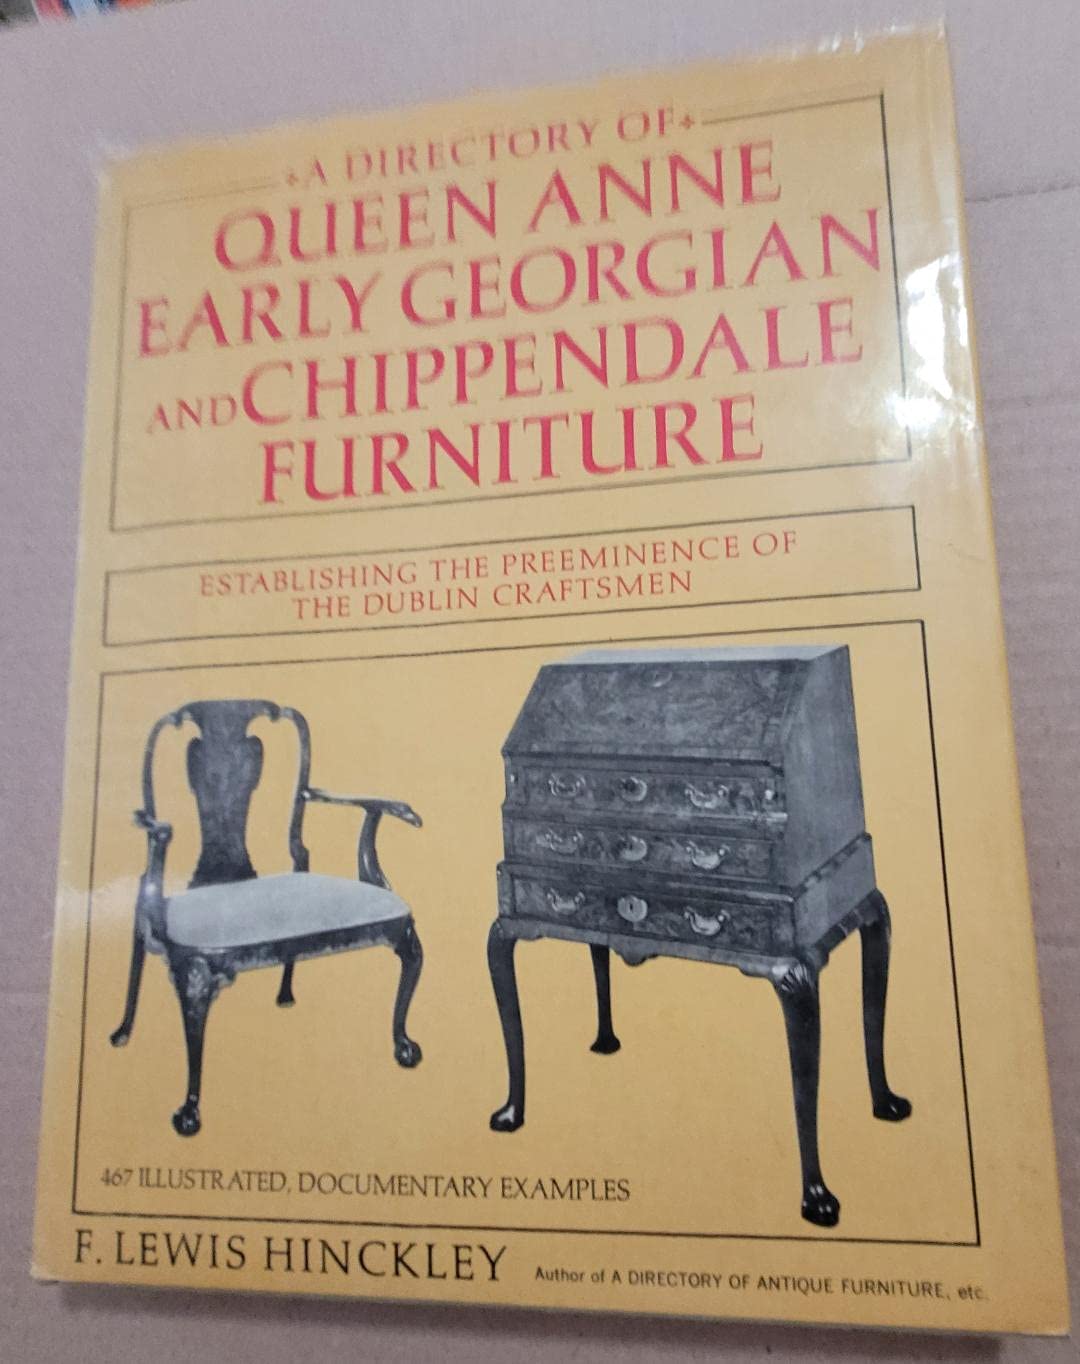 A DIRECTORY OF
QUEEN ANNE
EARLY GEORGIAN
AND CHIPPENDALE
FURNITURE
ESTABLISHING THE PREEMINENCE OF
THE DUBLIN CRAFTSMEN
467 ILLUSTRATED, DOCUMENTARY EXAMPLES
F. LEWIS HINCKLEY
Author of A DIRECTORY OF ANTIQUE FURNITURE, etc.